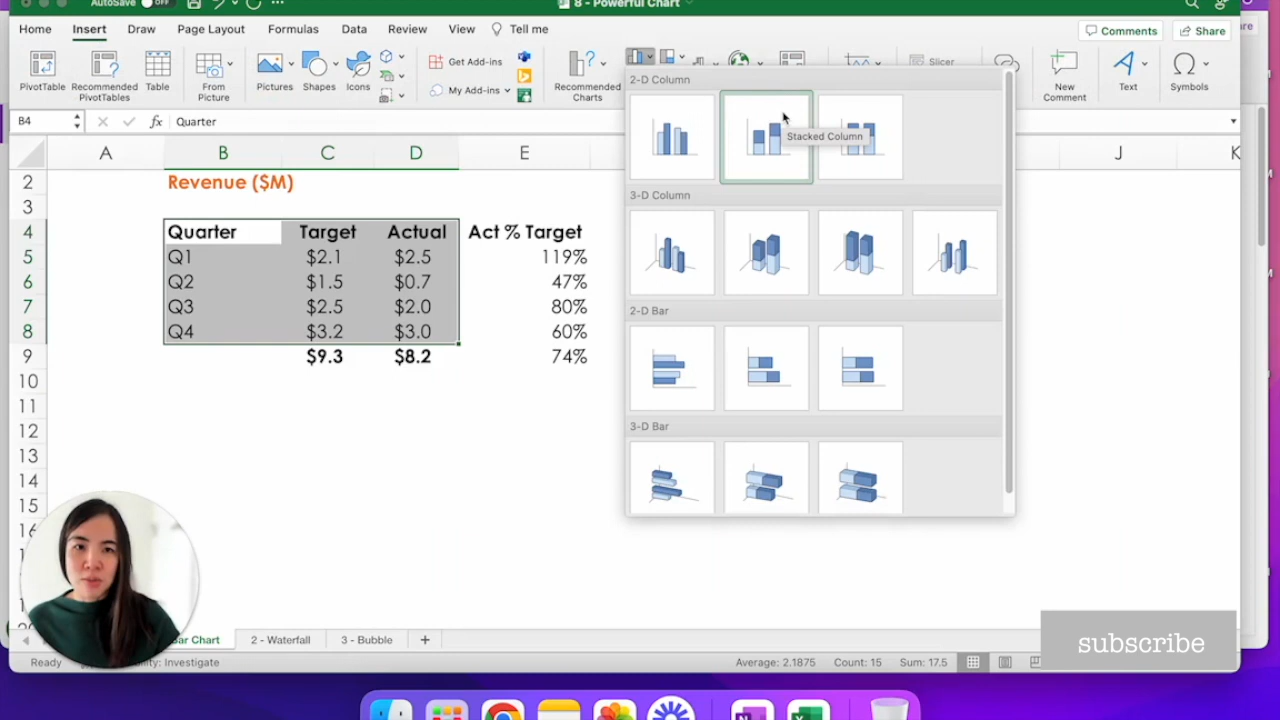 AutoSave OFF
8 - Powerful Chart
Home Insert Draw Page Layout Formulas Data Review View Tell me
Comments Share
PivotTable
Recommended PivotTables
Table
From Picture
Pictures
Shapes
Icons
Get Add-ins
My Add-ins
Recommended Charts
Slicer
New Comment
Text
Symbols
B4
fx Quarter
A B C D E J K
2 Revenue ($M)
3
4 Quarter Target Actual Act % Target
5 Q1 $2.1 $2.5 119%
6 Q2 $1.5 $0.7 47%
7 Q3 $2.5 $2.0 80%
8 Q4 $3.2 $3.0 60%
9 $9.3 $8.2 74%
10
11
12
13
14
15
2-D Column
Stacked Column
3-D Column
2-D Bar
3-D Bar
Bar Chart 2 - Waterfall 3 - Bubble +
subscribe
Ready
Investigate
Average: 2.1875 Count: 15 Sum: 17.5